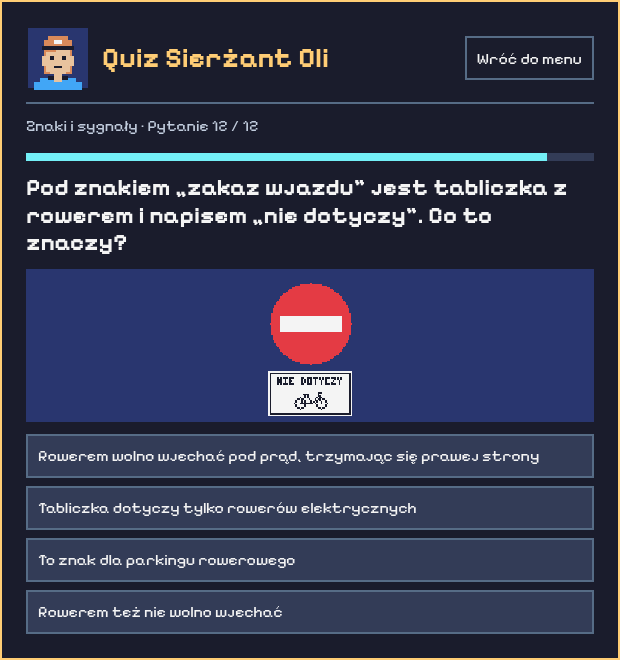 Quiz Sierżant Oli
Wróć do menu
Znaki i sygnały · Pytanie 12 / 12
Pod znakiem „zakaz wjazdu” jest tabliczka z
rowerem i napisem „nie dotyczy”. Co to
znaczy?
NIE DOTYCZY
Rowerem wolno wjechać pod prąd, trzymając się prawej strony
Tabliczka dotyczy tylko rowerów elektrycznych
To znak dla parkingu rowerowego
Rowerem też nie wolno wjechać